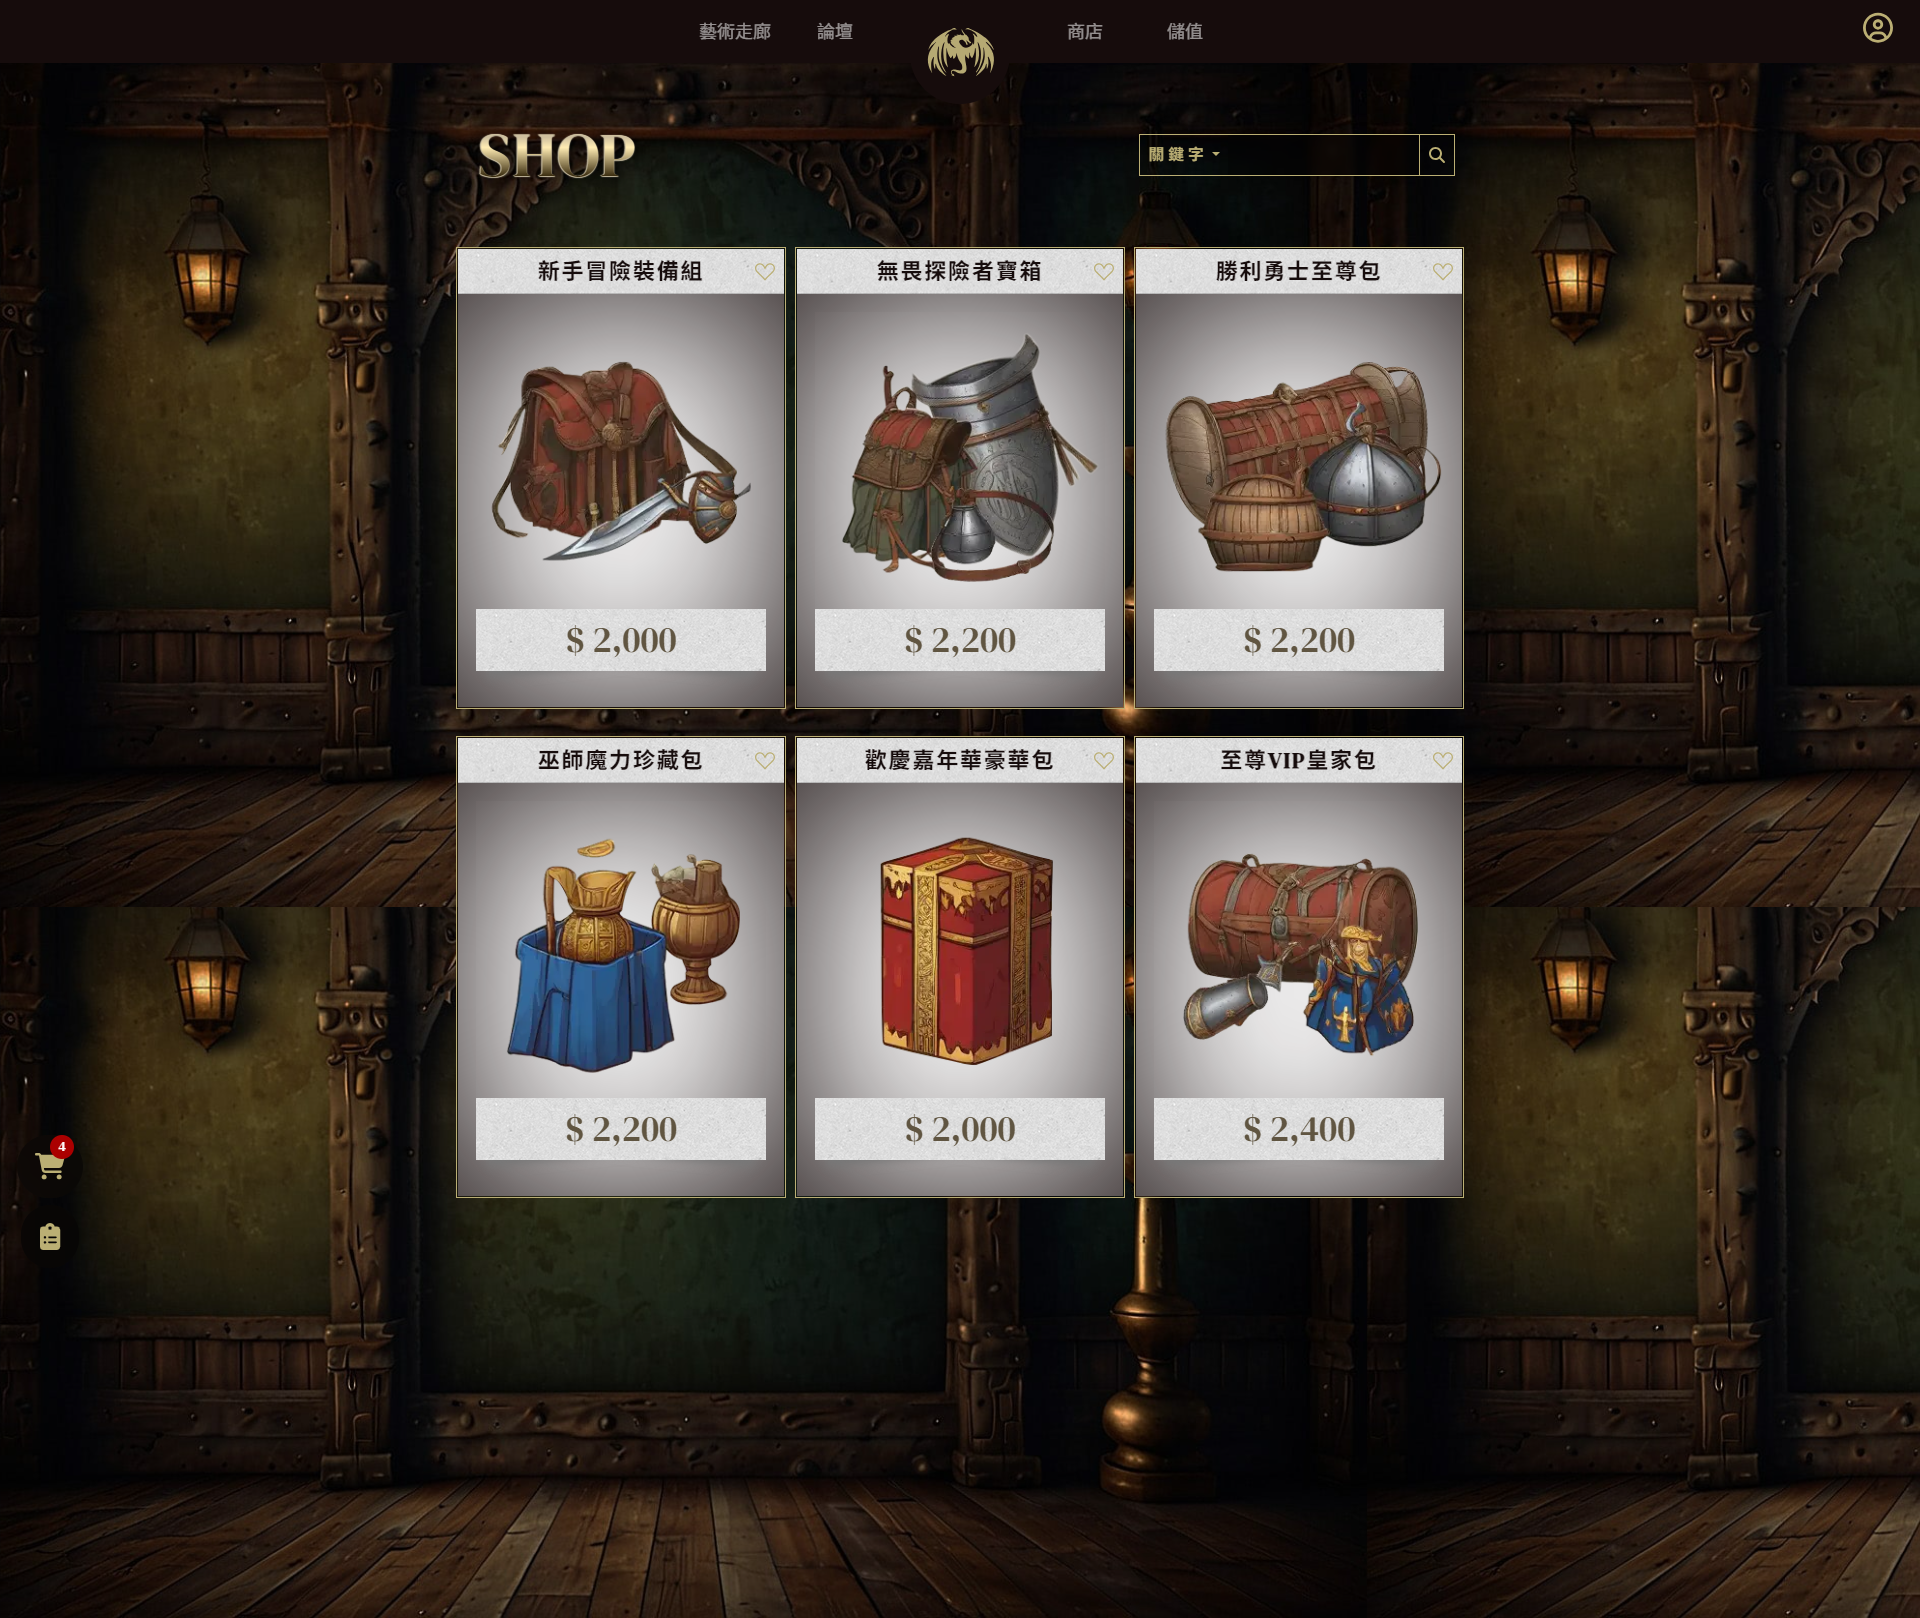 藝術走廊
論壇
商店
儲值
SHOP
關鍵字
新手冒險裝備組
無畏探險者寶箱
勝利勇士至尊包
$ 2,000
$ 2,200
$ 2,200
巫師魔力珍藏包
歡慶嘉年華豪華包
至尊VIP皇家包
$ 2,200
$ 2,000
$ 2,400
4